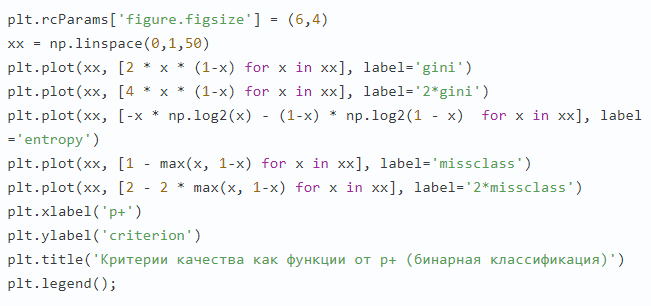 plt.rcParams['figure.figsize'] = (6,4)
xx = np.linspace(0,1,50)
plt.plot(xx, [2 * x * (1-x) for x in xx], label='gini')
plt.plot(xx, [4 * x * (1-x) for x in xx], label='2*gini')
plt.plot(xx, [-x * np.log2(x) - (1-x) * np.log2(1 - x)  for x in xx], label
='entropy')
plt.plot(xx, [1 - max(x, 1-x) for x in xx], label='missclass')
plt.plot(xx, [2 - 2 * max(x, 1-x) for x in xx], label='2*missclass')
plt.xlabel('p+')
plt.ylabel('criterion')
plt.title('Критерии качества как функции от p+ (бинарная классификация)')
plt.legend();